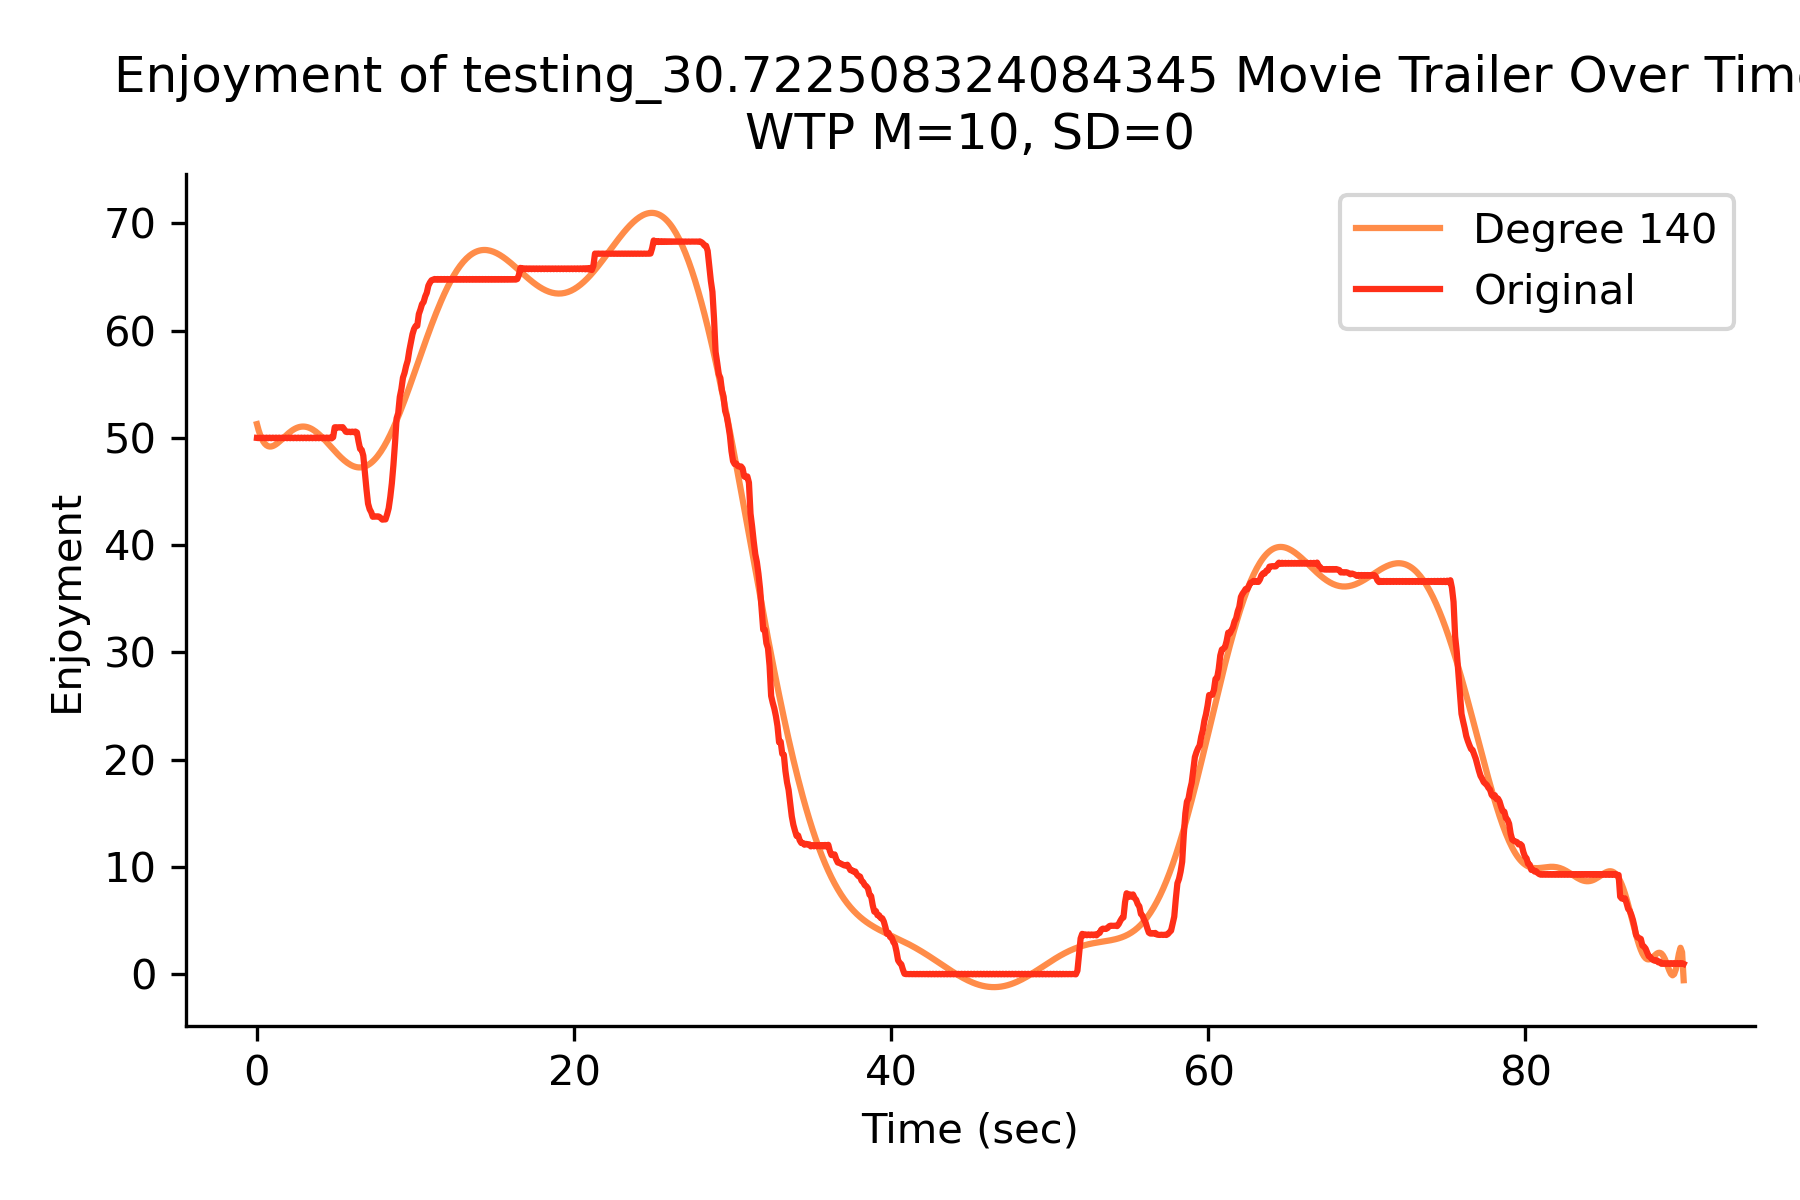 Enjoyment of testing_30.722508324084345 Movie Trailer Over Time
WTP M=10, SD=0
Degree 140
Original
70
60
50
40
30
20
10
0
Enjoyment
0 20 40 60 80
Time (sec)